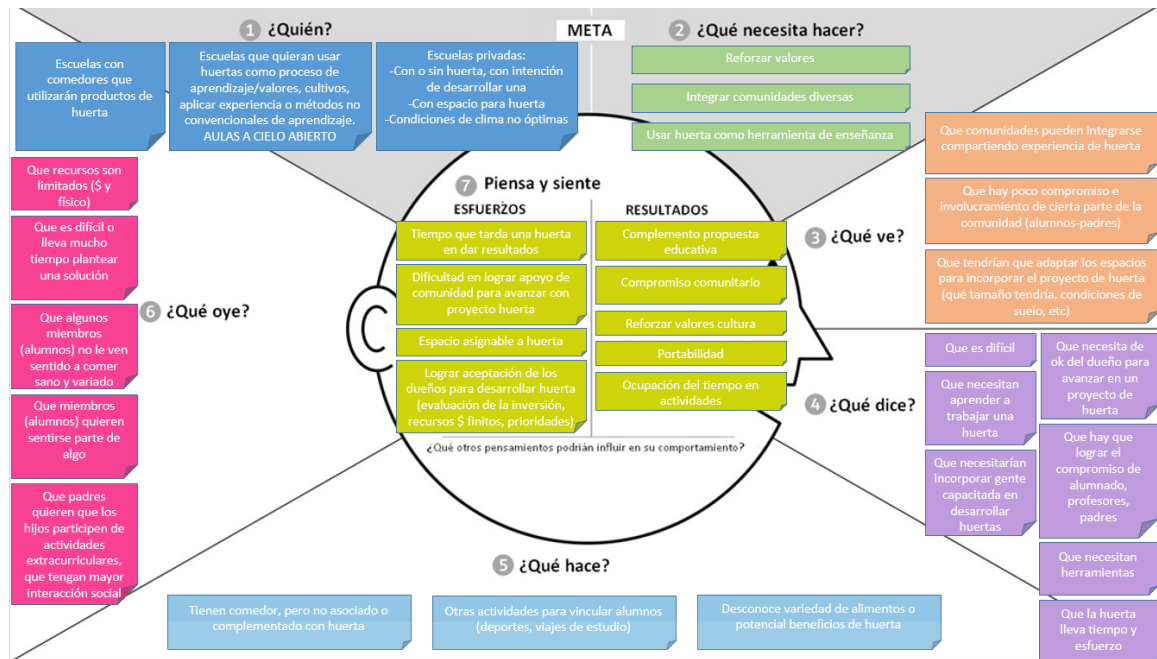 1 ¿Quién?
META
2 ¿Qué necesita hacer?
Escuelas con
comedores que
utilizarán productos de
huerta
Escuelas que quieran usar
huertas como proceso de
aprendizaje/valores, cultivos,
aplicar experiencia o métodos no
convencionales de aprendizaje.
AULAS A CIELO ABIERTO
Escuelas privadas:
-Con o sin huerta, con intención
de desarrollar una
-Con espacio para huerta
-Condiciones de clima no óptimas
Reforzar valores
Integrar comunidades diversas
Usar huerta como herramienta de enseñanza
3 ¿Qué ve?
Que comunidades pueden integrarse
compartiendo experiencia de huerta
Que hay poco compromiso e
involucramiento de cierta parte de la
comunidad (alumnos-padres)
Que tendrían que adaptar los espacios
para incorporar el proyecto de huerta
(qué tamaño tendría, condiciones de
suelo, etc)
4 ¿Qué dice?
Que es difícil
Que necesitan
aprender a
trabajar una
huerta
Que necesitarían
incorporar gente
capacitada en
desarrollar
huertas
Que necesita de
ok del dueño para
avanzar en un
proyecto de
huerta
Que hay que
lograr el
compromiso de
alumnado,
profesores,
padres
Que necesitan
herramientas
Que la huerta
lleva tiempo y
esfuerzo
5 ¿Qué hace?
Tienen comedor, pero no asociado o
complementado con huerta
Otras actividades para vincular alumnos
(deportes, viajes de estudio)
Desconoce variedad de alimentos o
potencial beneficios de huerta
6 ¿Qué oye?
Que recursos son
limitados ($ y
físico)
Que es difícil o
lleva mucho
tiempo plantear
una solución
Que algunos
miembros
(alumnos) no le ven
sentido a comer
sano y variado
Que miembros
(alumnos) quieren
sentirse parte de
algo
Que padres
quieren que los
hijos participen de
actividades
extracurriculares,
que tengan mayor
interacción social
7 Piensa y siente
ESFUERZOS
Tiempo que tarda una huerta
en dar resultados
Dificultad en lograr apoyo de
comunidad para avanzar con
proyecto huerta
Espacio asignable a huerta
Lograr aceptación de los
dueños para desarrollar huerta
(evaluación de la inversión,
recursos $ finitos, prioridades)
RESULTADOS
Complemento propuesta
educativa
Compromiso comunitario
Reforzar valores cultura
Portabilidad
Ocupación del tiempo en
actividades
¿Qué otros pensamientos podrían influir en su comportamiento?